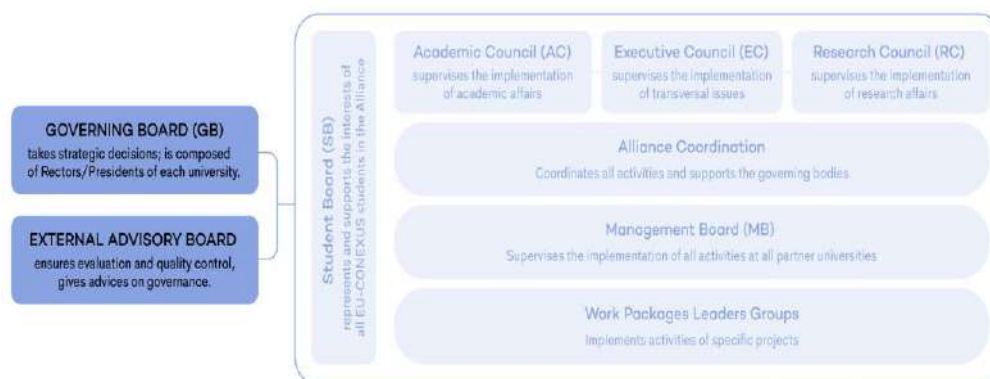 GOVERNING BOARD (GB)
takes strategic decisions; is composed
of Rectors/Presidents of each university.
EXTERNAL ADVISORY BOARD
ensures evaluation and quality control,
gives advices on governance.
Student Board (SB)
represents and supports the interests of
all EU-CONEXUS students in the Alliance
Academic Council (AC)
supervises the implementation
of academic affairs
Executive Council (EC)
supervises the implementation
of transversal issues
Research Council (RC)
supervises the implementation
of research affairs
Alliance Coordination
Coordinates all activities and supports the governing bodies
Management Board (MB)
Supervises the implementation of all activities at all partner universities
Work Packages Leaders Groups
Implements activities of specific projects